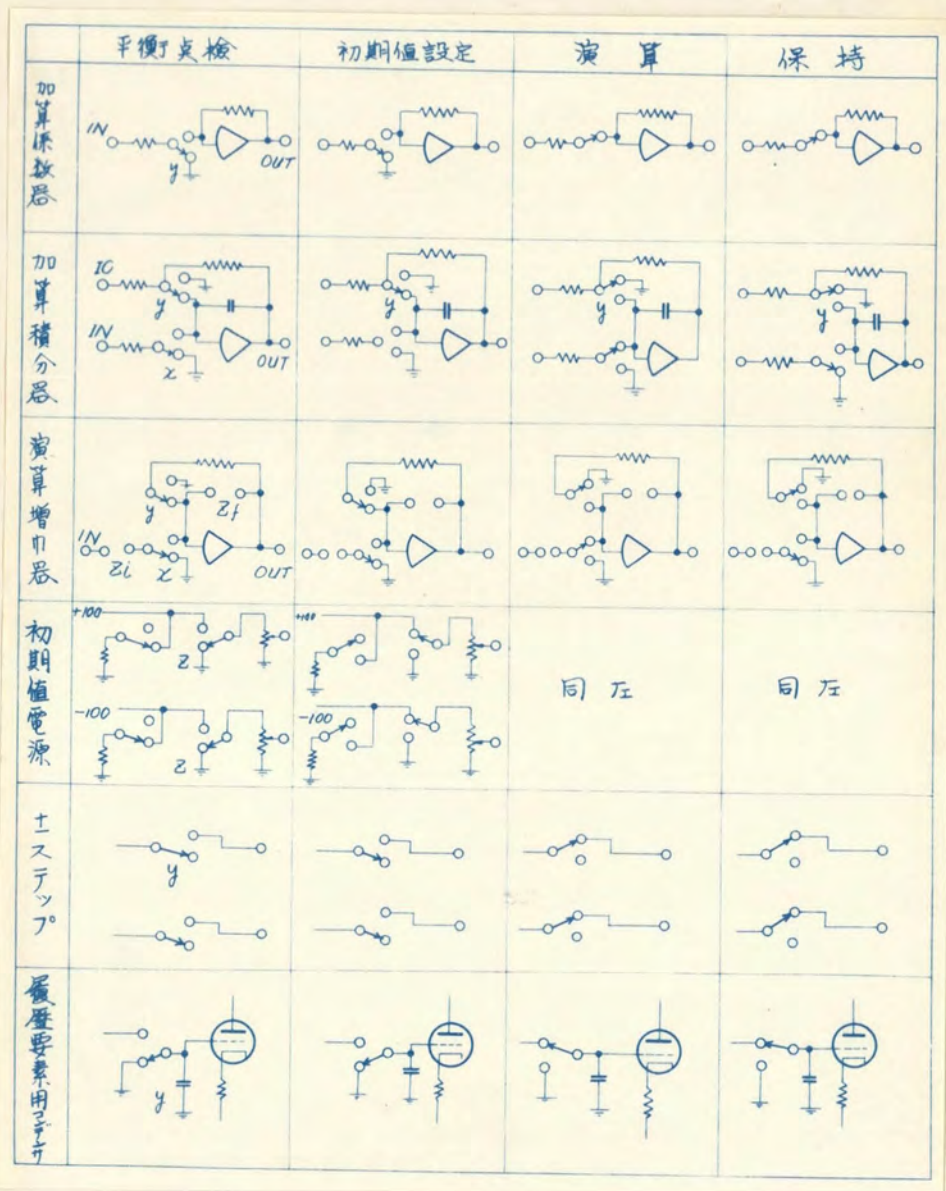 平衡点檢 初期値設定 演算 保持
加算係数器
IN y OUT
加算積分器
IC y
IN x OUT
y
y
y
演算増巾器
y Zf
IN Zi x OUT
初期値電源
+100 Z
-100 Z
+100
-100
同左
同左
±ステップ
y
履歴要素用コンデンサ
y